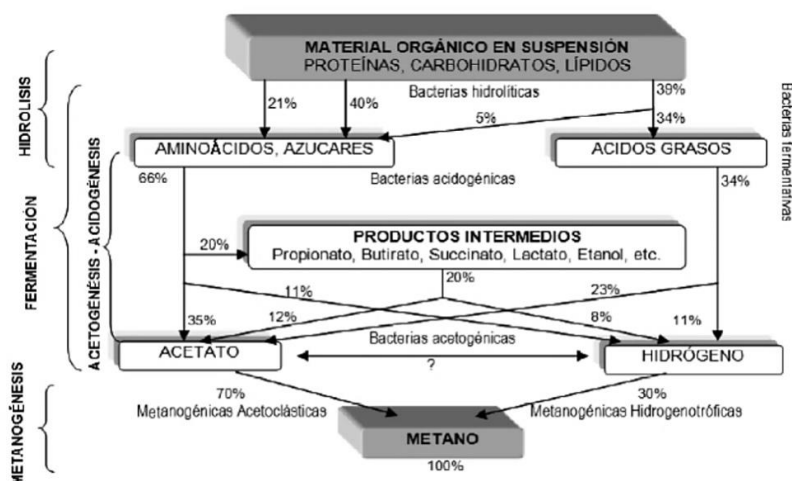 MATERIAL ORGÁNICO EN SUSPENSIÓN
PROTEÍNAS, CARBOHIDRATOS, LÍPIDOS
HIDROLISIS
21%
40%
Bacterias hidrolíticas
39%
5%
34%
AMINOÁCIDOS, AZUCARES
ACIDOS GRASOS
Bacterias fermentativas
66%
Bacterias acidogénicas
34%
FERMENTACIÓN
ACETOGÉNESIS - ACIDOGÉNESIS
20%
PRODUCTOS INTERMEDIOS
Propionato, Butirato, Succinato, Lactato, Etanol, etc.
20%
11%
23%
35%
12%
8%
11%
Bacterias acetogénicas
ACETATO
HIDRÓGENO
?
METANOGÉNESIS
70%
30%
Metanogénicas Acetoclásticas
Metanogénicas Hidrogenotróficas
METANO
100%